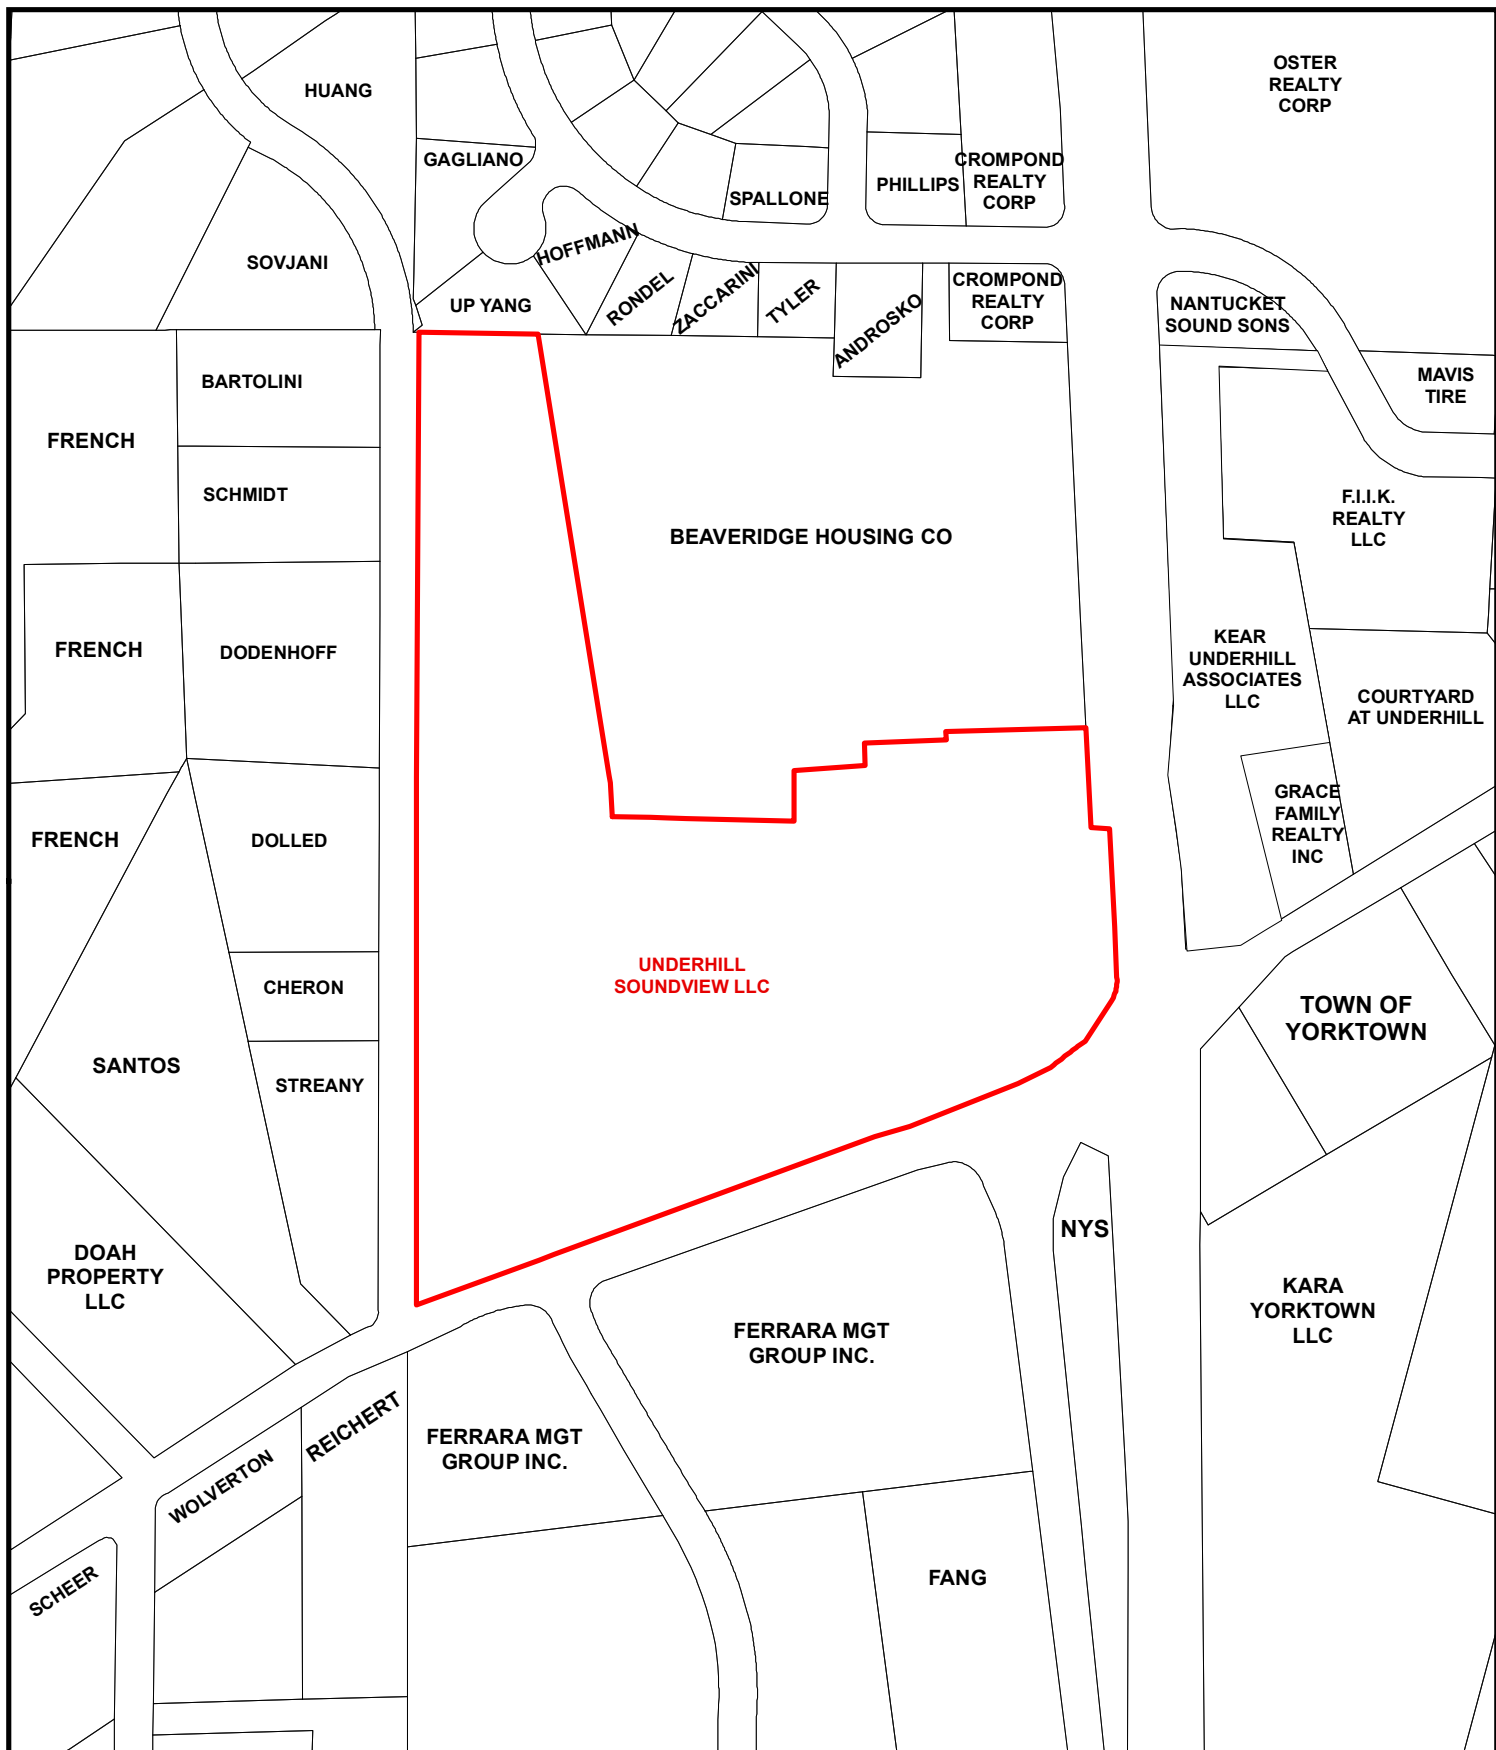 OSTER
REALTY
CORP
HUANG
GAGLIANO
CROMPOND
REALTY
CORP
PHILLIPS
SPALLONE
HOFFMANN
SOVJANI
UP YANG
RONDEL
ZACCARINI
TYLER
ANDROSKO
CROMPOND
REALTY
CORP
NANTUCKET
SOUND SONS
MAVIS
TIRE
BARTOLINI
FRENCH
SCHMIDT
BEAVERIDGE HOUSING CO
F.I.I.K.
REALTY
LLC
FRENCH
DODENHOFF
KEAR
UNDERHILL
ASSOCIATES
LLC
COURTYARD
AT UNDERHILL
FRENCH
DOLLED
GRACE
FAMILY
REALTY
INC
UNDERHILL
SOUNDVIEW LLC
CHERON
TOWN OF
YORKTOWN
SANTOS
STREANY
NYS
DOAH
PROPERTY
LLC
KARA
YORKTOWN
LLC
FERRARA MGT
GROUP INC.
REICHERT
FERRARA MGT
GROUP INC.
WOLVERTON
SCHEER
FANG